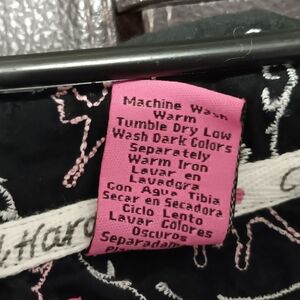 Machine Wash
Warm
Tumble Dry Low
Wash Dark Colors
Separately
Warm Iron
Lavar en
Lavadora
Con Agua Tibia
Secar en Secadora
Ciclo Lento
Lavar Colores
Oscuros